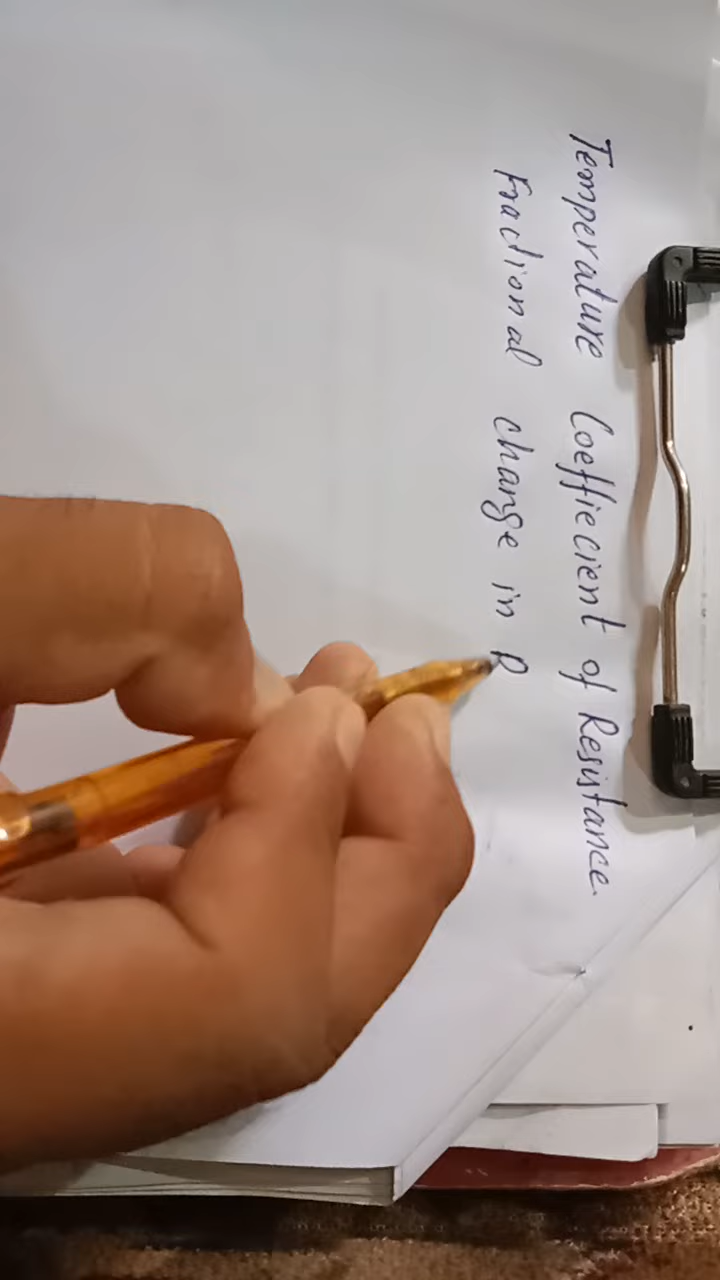 Temperature Coeffiecient of Resistance.
Fractional change in R